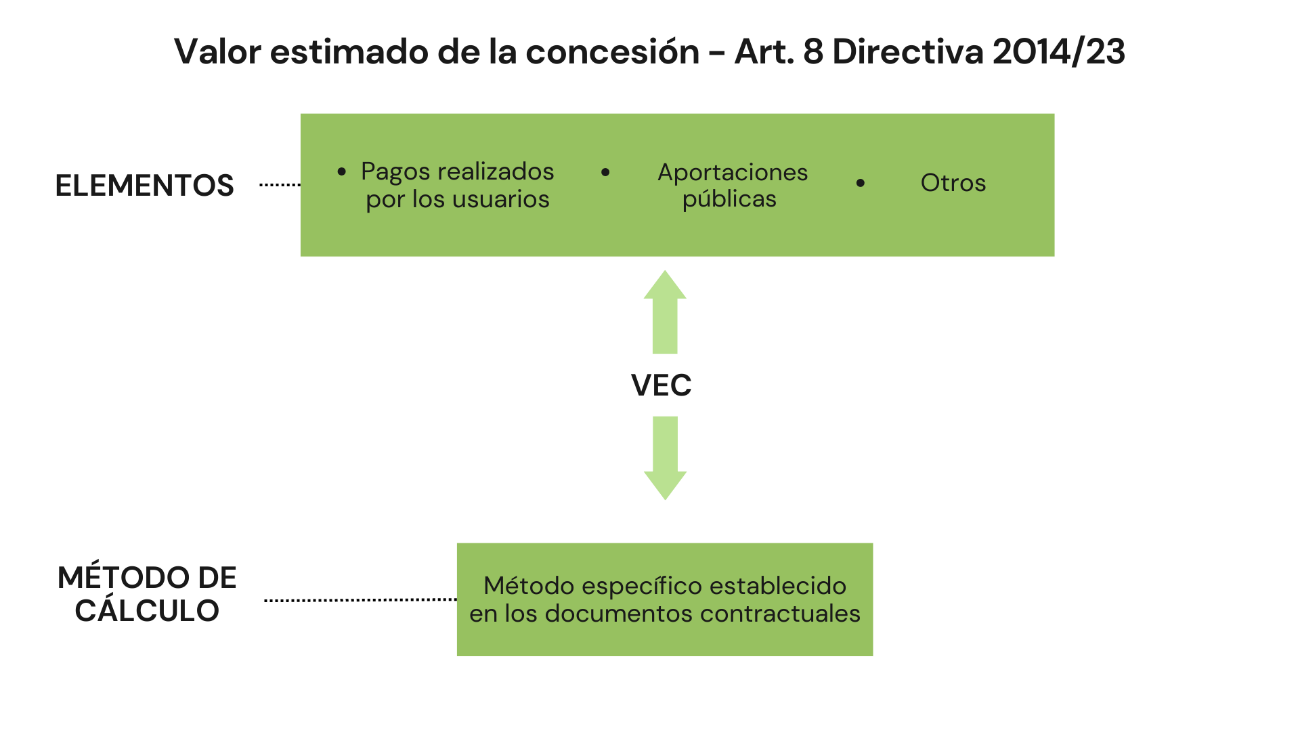 Valor estimado de la concesión - Art. 8 Directiva 2014/23
ELEMENTOS
• Pagos realizados
por los usuarios
• Aportaciones
públicas
• Otros
VEC
MÉTODO DE
CÁLCULO
Método específico establecido
en los documentos contractuales